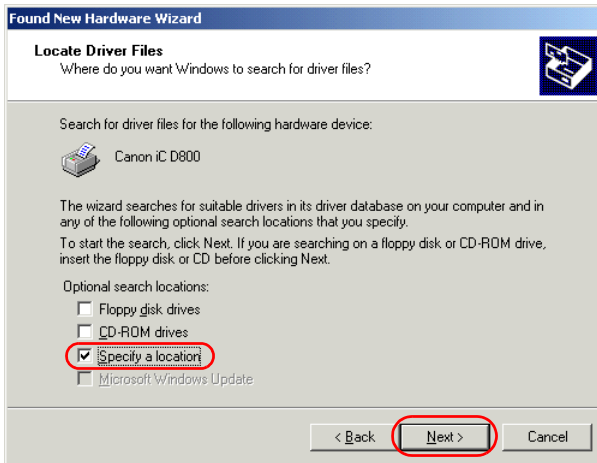 Found New Hardware Wizard
Locate Driver Files
Where do you want Windows to search for driver files?
Search for driver files for the following hardware device:
Canon iC D800
The wizard searches for suitable drivers in its driver database on your computer and in
any of the following optional search locations that you specify.
To start the search, click Next. If you are searching on a floppy disk or CD-ROM drive,
insert the floppy disk or CD before clicking Next.
Optional search locations:
Floppy disk drives
CD-ROM drives
Specify a location
Microsoft Windows Update
< Back
Next >
Cancel